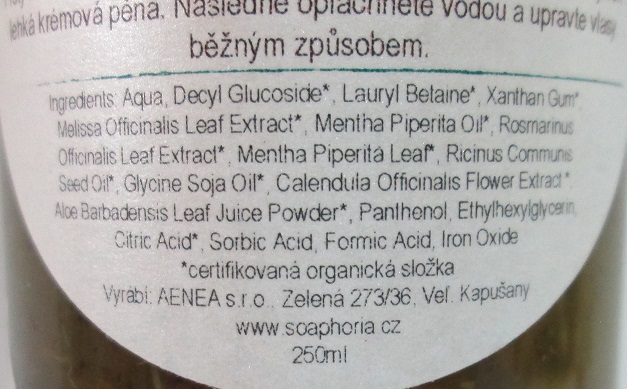 lehká krémová pěna. Následně opláchněte vodou a upravte vlasy
běžným způsobem.
Ingredients: Aqua, Decyl Glucoside*, Lauryl Betaine*, Xanthan Gum*,
Melissa Officinalis Leaf Extract*, Mentha Piperita Oil*, Rosmarinus
Officinalis Leaf Extract*, Mentha Piperita Leaf*, Ricinus Communis
Seed Oil*, Glycine Soja Oil*, Calendula Officinalis Flower Extract*,
Aloe Barbadensis Leaf Juice Powder*, Panthenol, Ethylhexylglycerin,
Citric Acid*, Sorbic Acid, Formic Acid, Iron Oxide
*certifikovaná organická složka
Vyrábí: AENEA s.r.o., Zelená 273/36, Veľ. Kapušany
www.soaphoria.cz
250ml